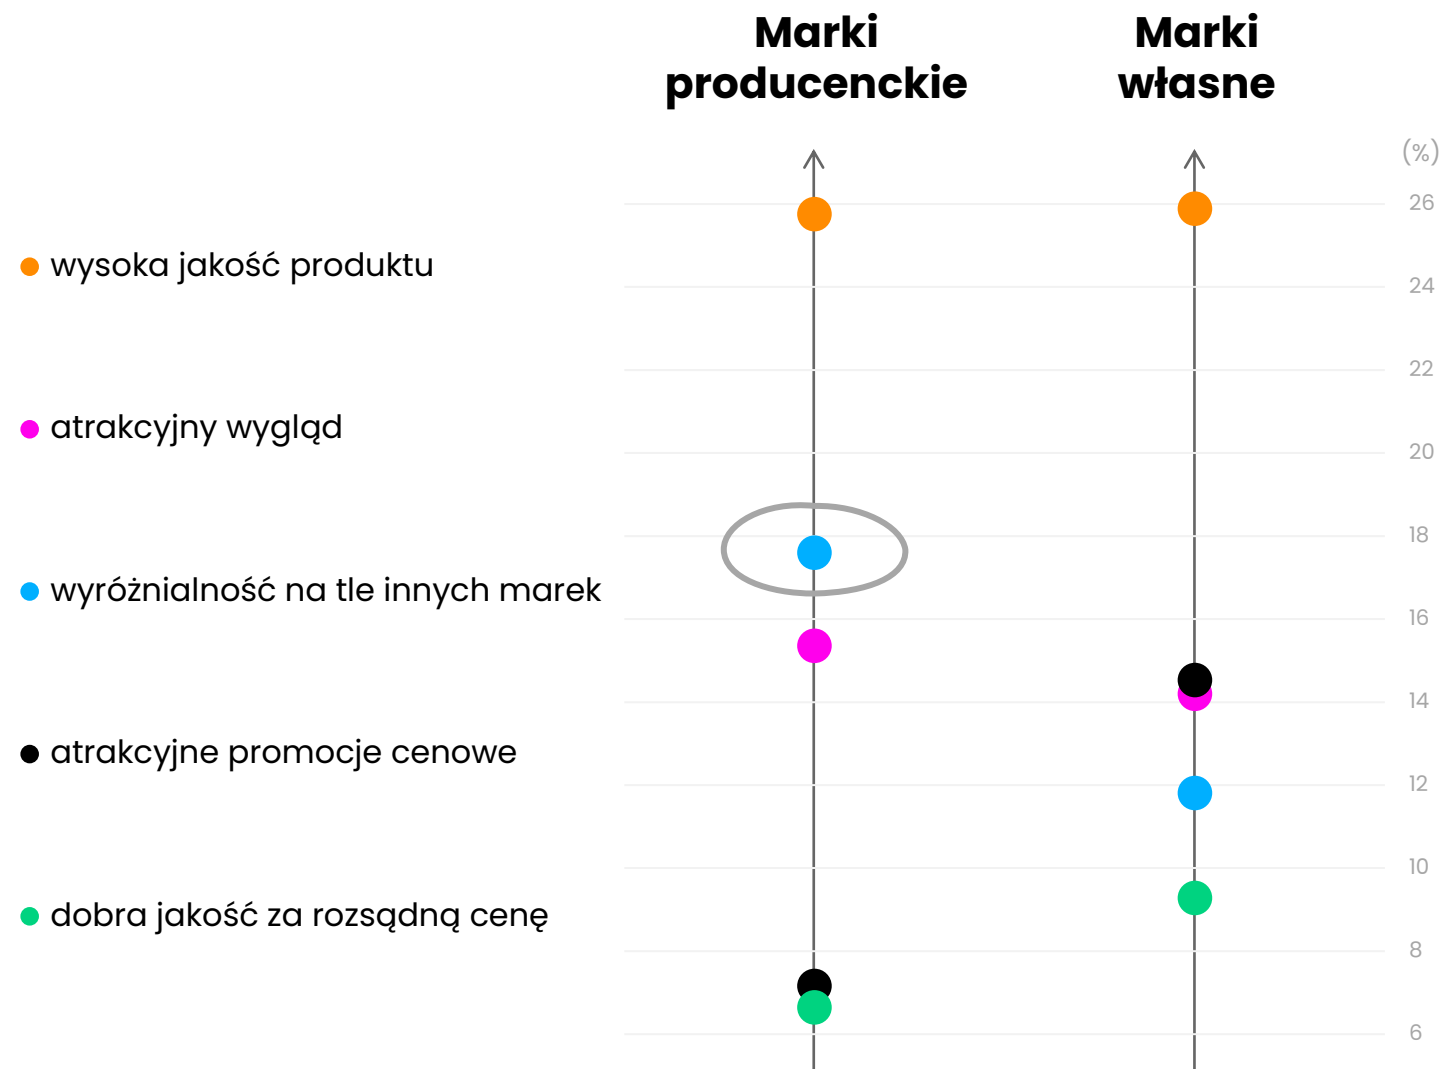 Marki
producenckie
Marki
własne
(%)
26
wysoka jakość produktu
24
22
atrakcyjny wygląd
20
18
wyróżnialność na tle innych marek
16
14
atrakcyjne promocje cenowe
12
10
dobra jakość za rozsądną cenę
8
6